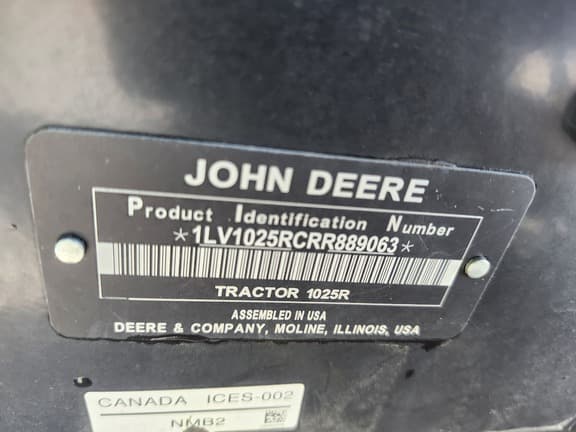 JOHN DEERE
Product Identification Number
*1LV1025RCRR889063*
TRACTOR 1025R
ASSEMBLED IN USA
DEERE & COMPANY, MOLINE, ILLINOIS, USA
CANADA ICES-002
NMB2